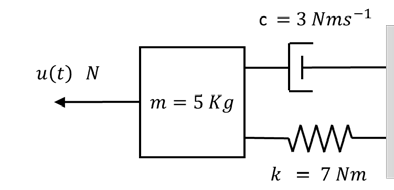 c = 3 Nms⁻¹
u(t) N
m = 5 Kg
k = 7 Nm